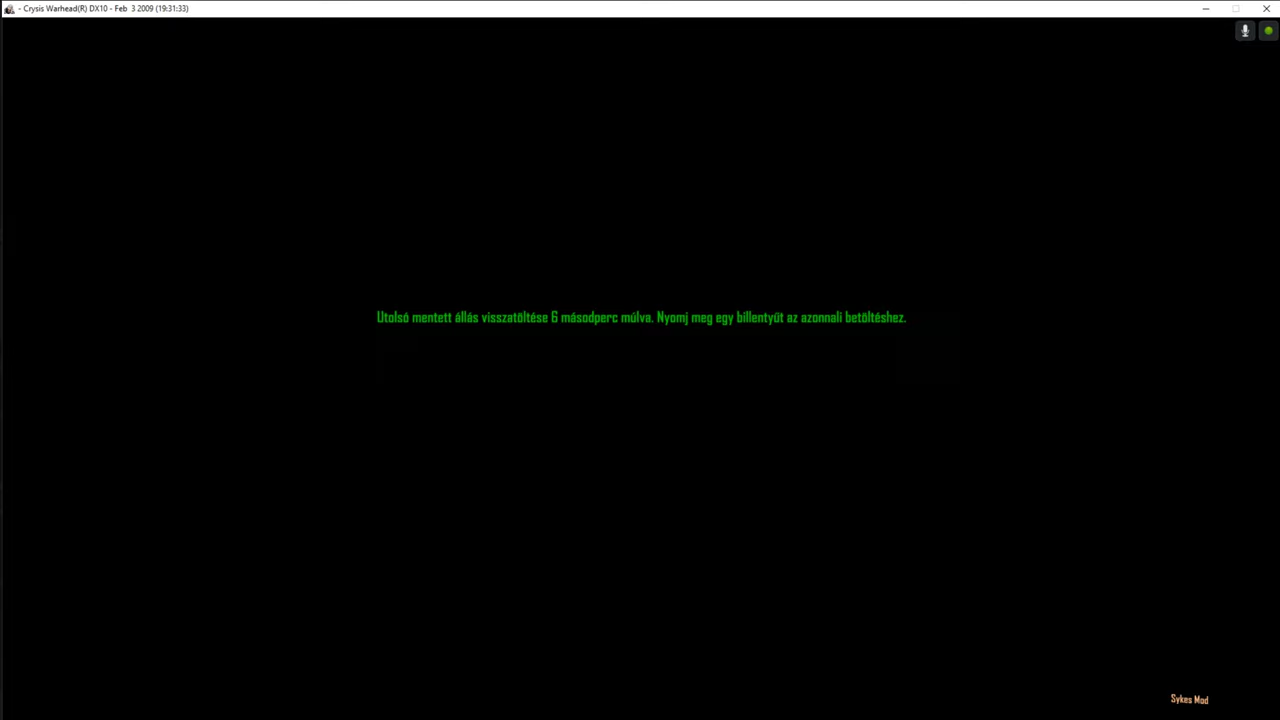 - Crysis Warhead(R) DX10 - Feb  3 2009 (19:31:33)
Utolsó mentett állás visszatöltése 6 másodperc múlva. Nyomj meg egy billentyűt az azonnali betöltéshez.
Sykes Mod